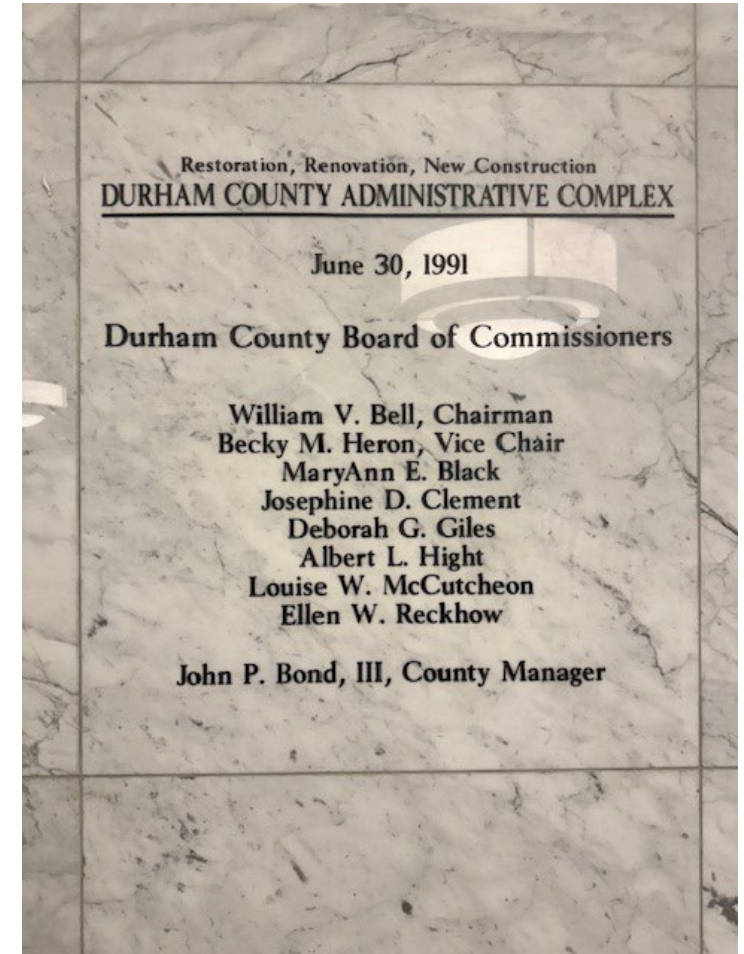 Restoration, Renovation, New Construction
DURHAM COUNTY ADMINISTRATIVE COMPLEX
June 30, 1991
Durham County Board of Commissioners
William V. Bell, Chairman
Becky M. Heron, Vice Chair
MaryAnn E. Black
Josephine D. Clement
Deborah G. Giles
Albert L. Hight
Louise W. McCutcheon
Ellen W. Reckhow
John P. Bond, III, County Manager